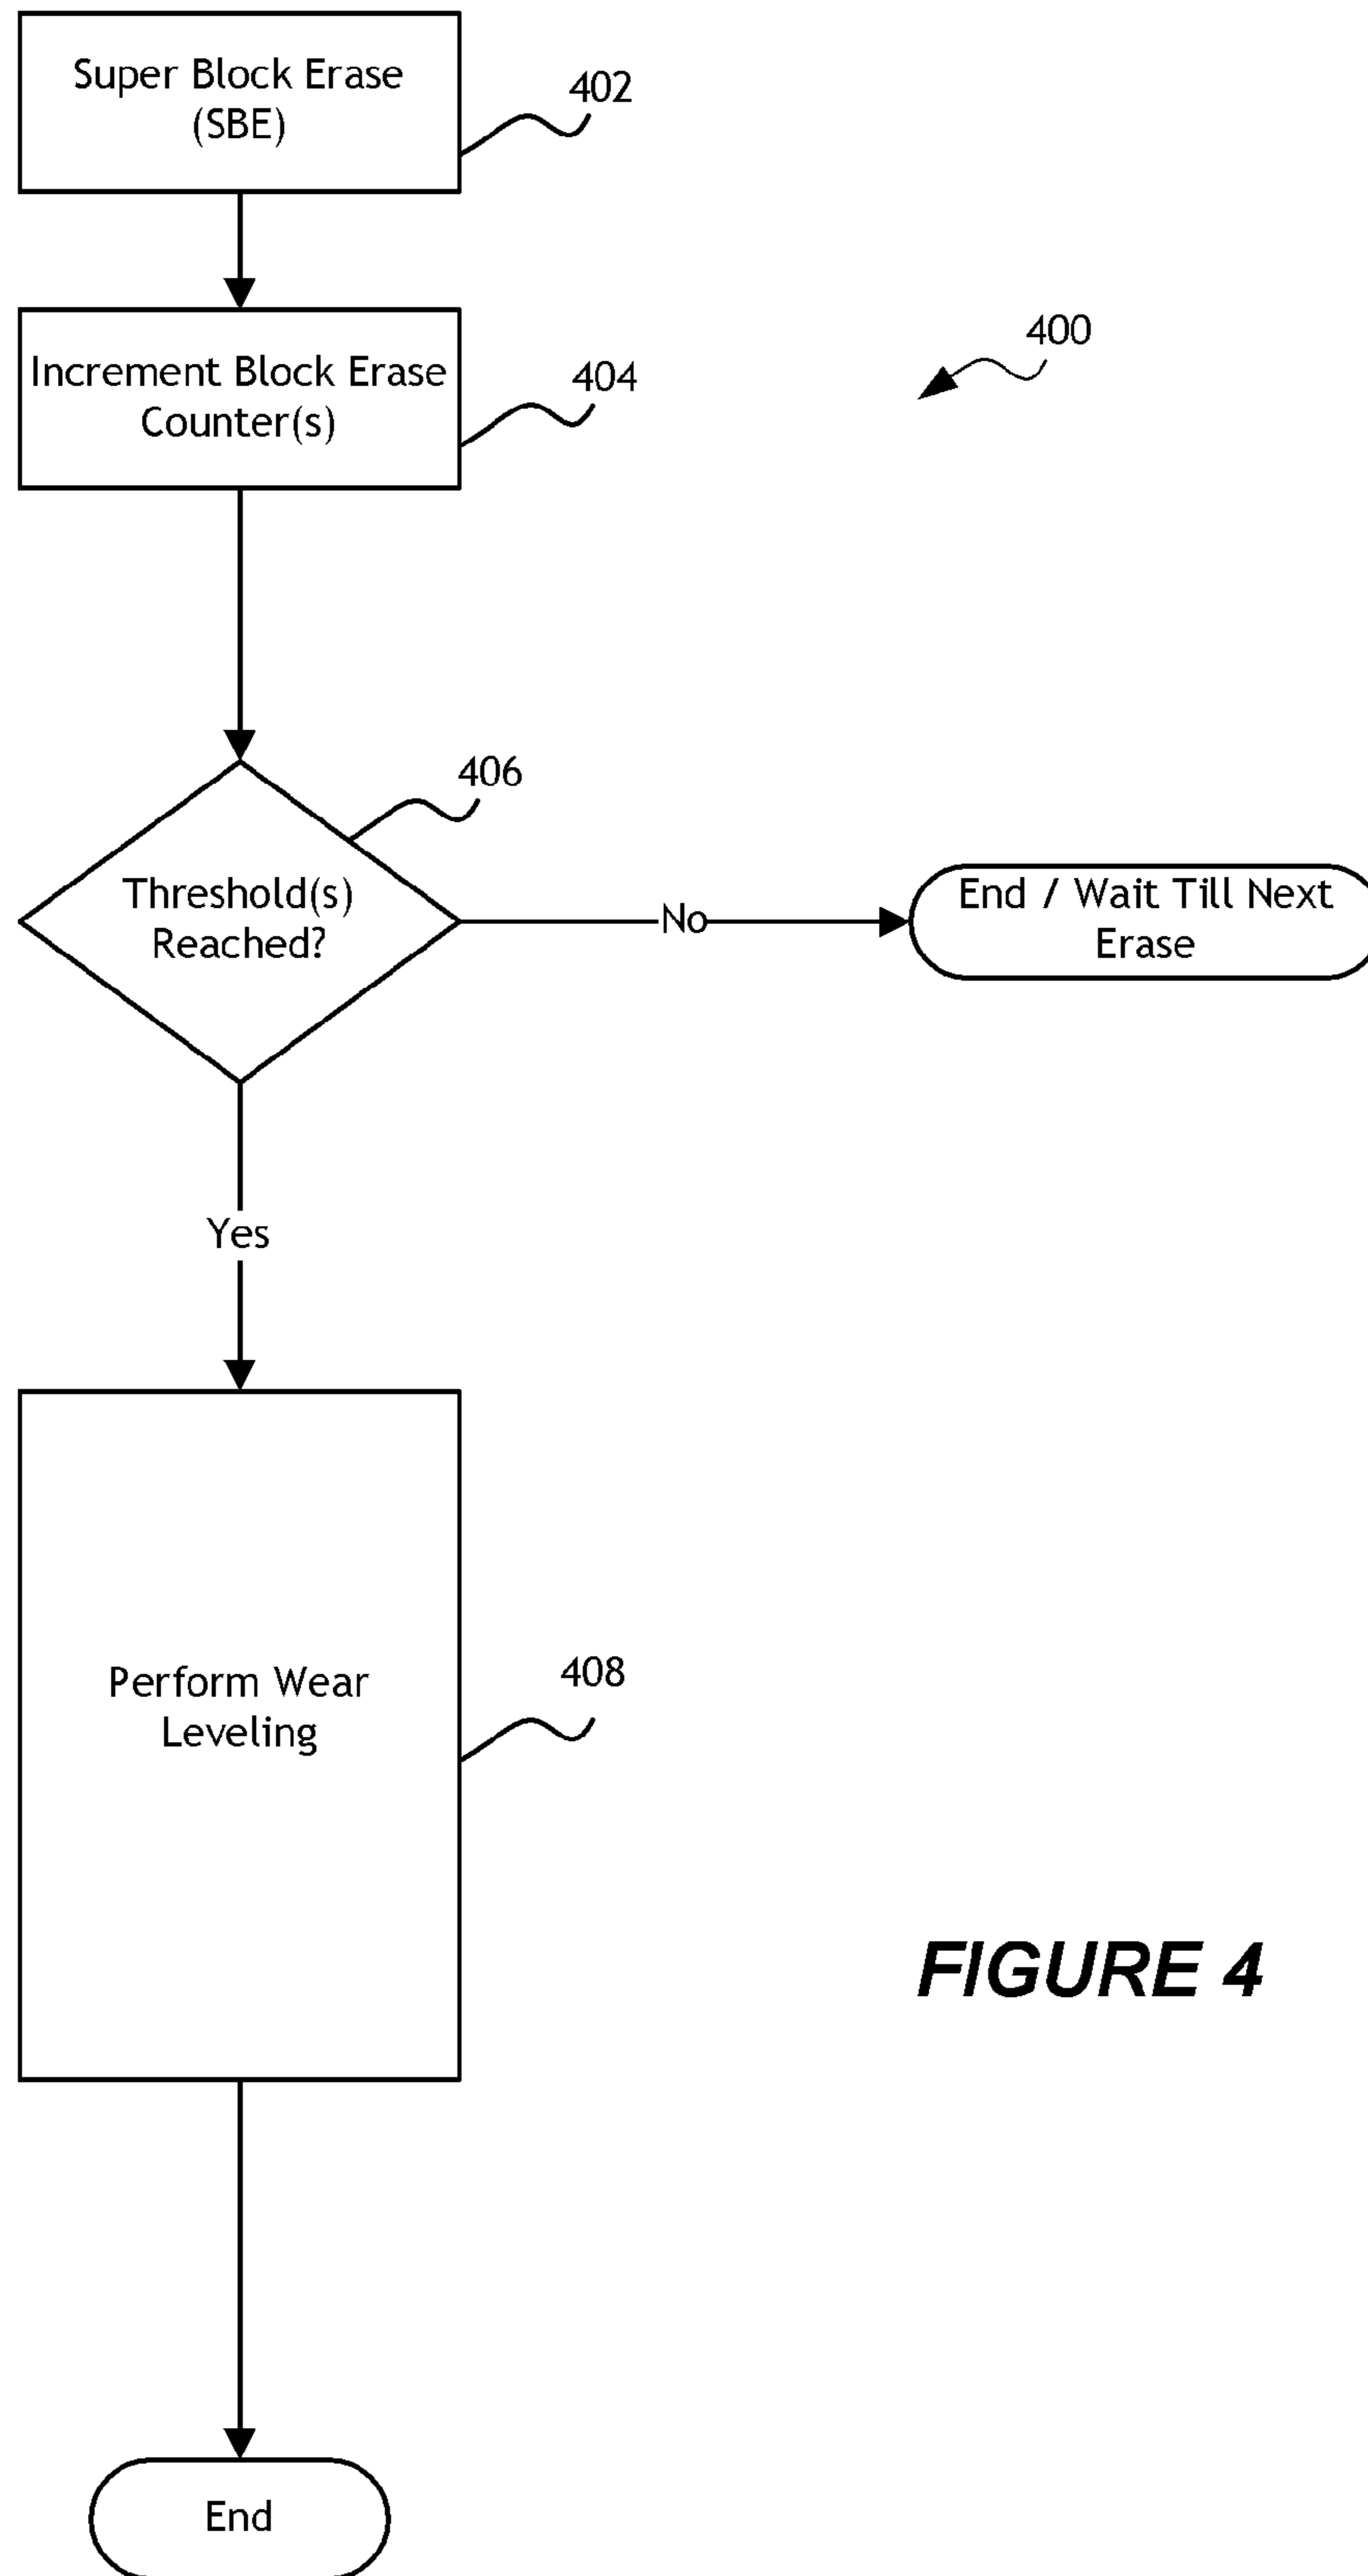 Super Block Erase
(SBE)
402
Increment Block Erase
Counter(s)
404
400
406
Threshold(s)
Reached?
No
End / Wait Till Next
Erase
Yes
Perform Wear
Leveling
408
FIGURE 4
End